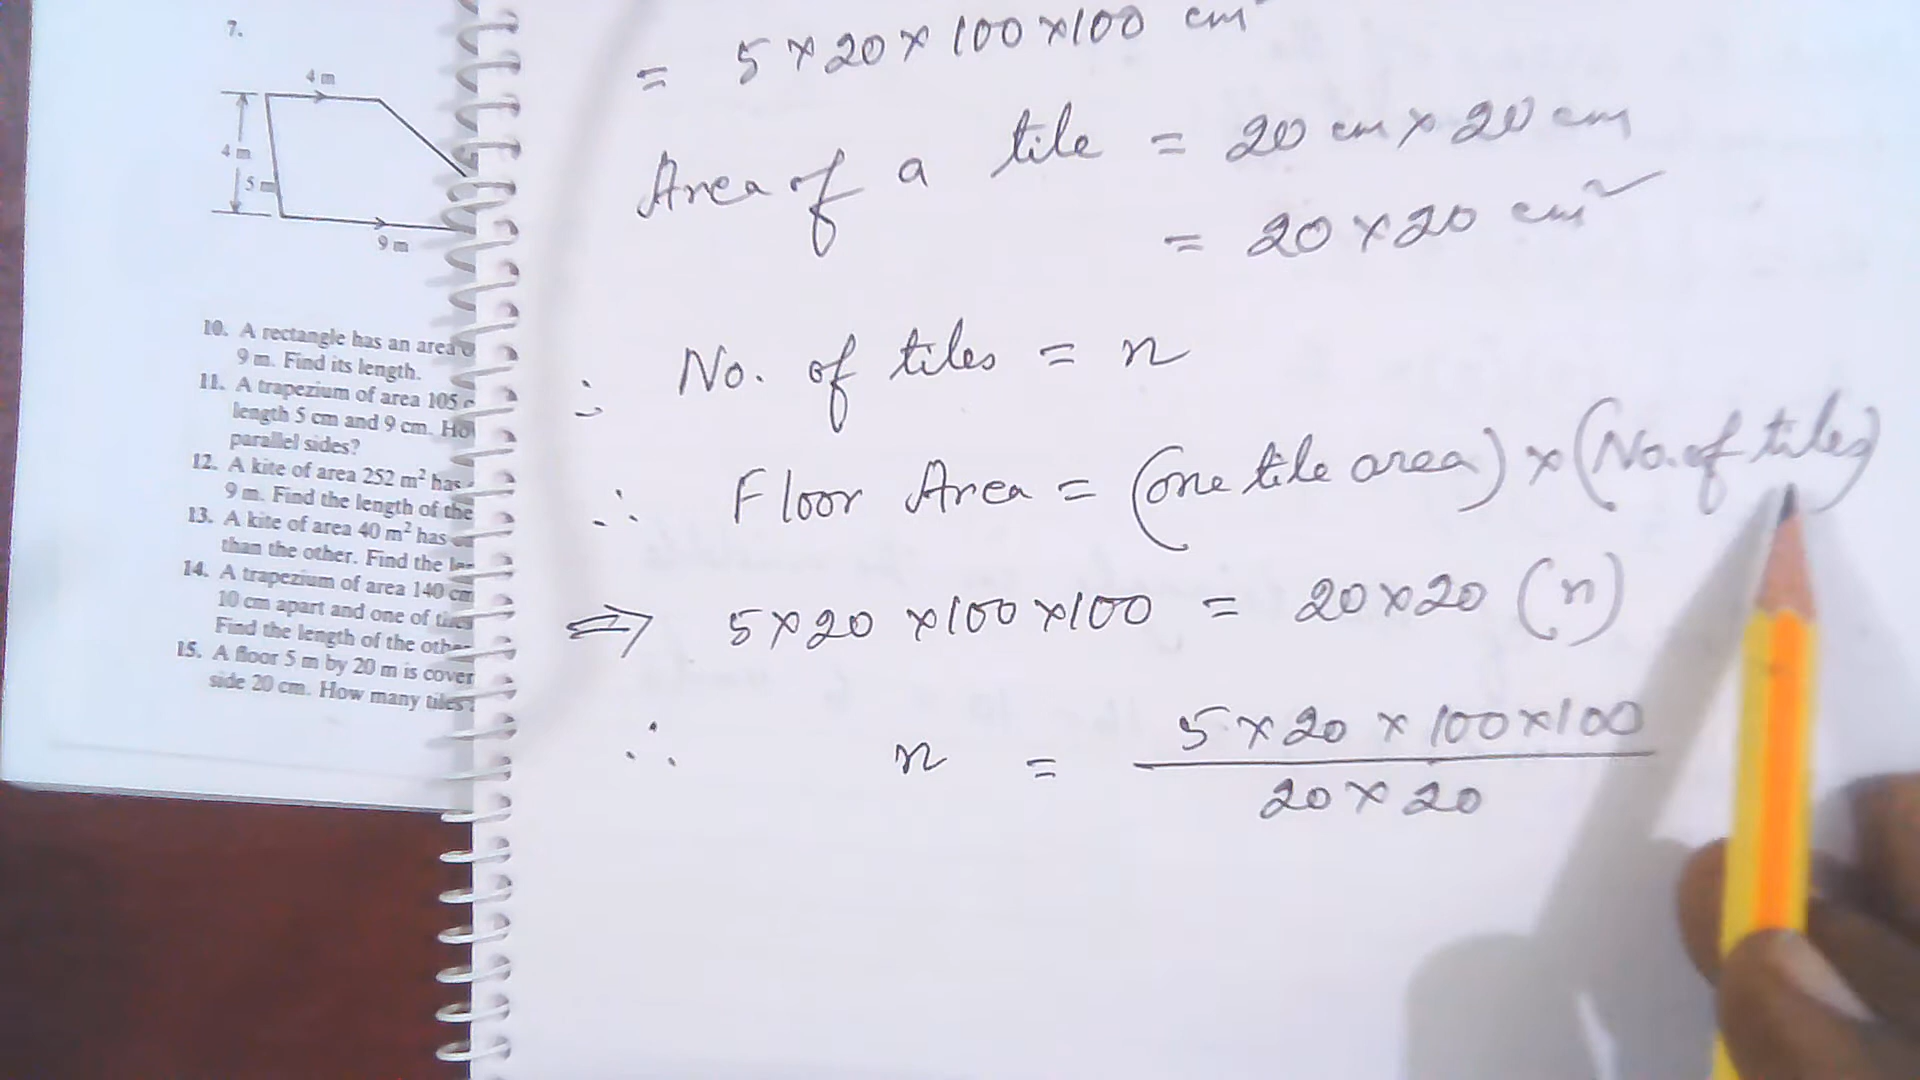 7.
4 m
4 m
5 m
9 m
10. A rectangle has an area
9 m. Find its length.
11. A trapezium of area 105
length 5 cm and 9 cm. How
parallel sides?
12. A kite of area 252 m² has
9 m. Find the length of the
13. A kite of area 40 m² has
than the other. Find the
14. A trapezium of area 140 cm
10 cm apart and one of
Find the length of the other
15. A floor 5 m by 20 m is cover
side 20 cm. How many tiles
= 5 × 20 × 100 × 100 cm²
Area of a tile = 20 cm × 20 cm
= 20 × 20 cm²
∴ No. of tiles = n
∴ Floor Area = (one tile area) × (No. of tiles)
⇒ 5 × 20 × 100 × 100 = 20 × 20 (n)
∴ n = 5 × 20 × 100 × 100
20 × 20